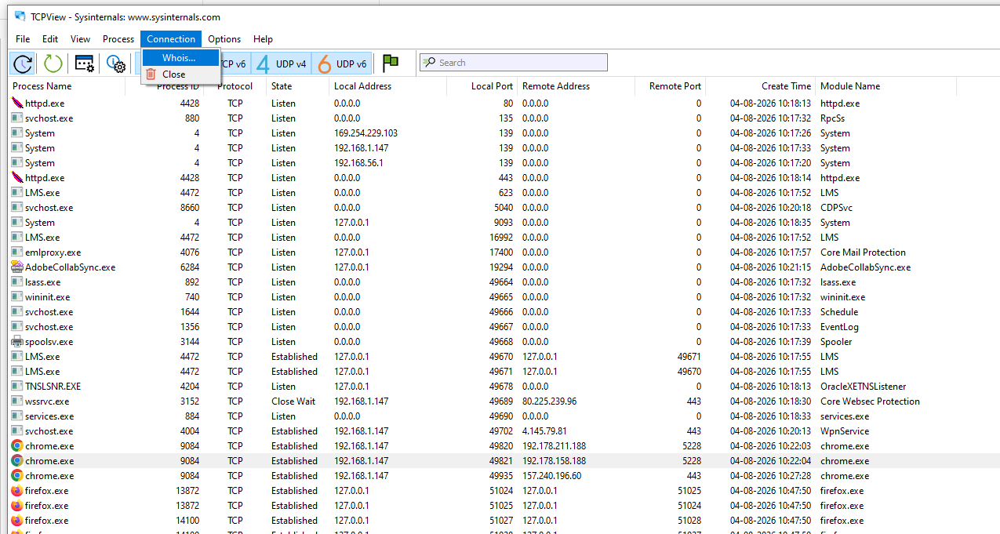 TCPView - Sysinternals: www.sysinternals.com
File Edit View Process Connection Options Help
Whois...
Close
TCP v6 4 UDP v4 6 UDP v6 Search
Process Name Process ID Protocol State Local Address Local Port Remote Address Remote Port Create Time Module Name
httpd.exe 4428 TCP Listen 0.0.0.0 80 0.0.0.0 0 04-08-2026 10:18:13 httpd.exe
svchost.exe 880 TCP Listen 0.0.0.0 135 0.0.0.0 0 04-08-2026 10:17:32 RpcSs
System 4 TCP Listen 169.254.229.103 139 0.0.0.0 0 04-08-2026 10:17:26 System
System 4 TCP Listen 192.168.1.147 139 0.0.0.0 0 04-08-2026 10:17:33 System
System 4 TCP Listen 192.168.56.1 139 0.0.0.0 0 04-08-2026 10:17:20 System
httpd.exe 4428 TCP Listen 0.0.0.0 443 0.0.0.0 0 04-08-2026 10:18:14 httpd.exe
LMS.exe 4472 TCP Listen 0.0.0.0 623 0.0.0.0 0 04-08-2026 10:17:52 LMS
svchost.exe 8660 TCP Listen 0.0.0.0 5040 0.0.0.0 0 04-08-2026 10:20:18 CDPSvc
System 4 TCP Listen 127.0.0.1 9093 0.0.0.0 0 04-08-2026 10:18:35 System
LMS.exe 4472 TCP Listen 0.0.0.0 16992 0.0.0.0 0 04-08-2026 10:17:52 LMS
emlproxy.exe 4076 TCP Listen 127.0.0.1 17400 0.0.0.0 0 04-08-2026 10:17:57 Core Mail Protection
AdobeCollabSync.exe 6284 TCP Listen 127.0.0.1 19294 0.0.0.0 0 04-08-2026 10:21:15 AdobeCollabSync.exe
lsass.exe 892 TCP Listen 0.0.0.0 49664 0.0.0.0 0 04-08-2026 10:17:32 lsass.exe
wininit.exe 740 TCP Listen 0.0.0.0 49665 0.0.0.0 0 04-08-2026 10:17:32 wininit.exe
svchost.exe 1644 TCP Listen 0.0.0.0 49666 0.0.0.0 0 04-08-2026 10:17:33 Schedule
svchost.exe 1356 TCP Listen 0.0.0.0 49667 0.0.0.0 0 04-08-2026 10:17:33 EventLog
spoolsv.exe 3144 TCP Listen 0.0.0.0 49668 0.0.0.0 0 04-08-2026 10:17:39 Spooler
LMS.exe 4472 TCP Established 127.0.0.1 49670 127.0.0.1 49671 04-08-2026 10:17:55 LMS
LMS.exe 4472 TCP Established 127.0.0.1 49671 127.0.0.1 49670 04-08-2026 10:17:55 LMS
TNSLSNR.EXE 4204 TCP Listen 127.0.0.1 49678 0.0.0.0 0 04-08-2026 10:18:13 OracleXETNSListener
wssrvc.exe 3152 TCP Close Wait 192.168.1.147 49689 80.225.239.96 443 04-08-2026 10:18:30 Core Websec Protection
services.exe 884 TCP Listen 0.0.0.0 49690 0.0.0.0 0 04-08-2026 10:18:33 services.exe
svchost.exe 4004 TCP Established 192.168.1.147 49702 4.145.79.81 443 04-08-2026 10:20:13 WpnService
chrome.exe 9084 TCP Established 192.168.1.147 49820 192.178.211.188 5228 04-08-2026 10:22:03 chrome.exe
chrome.exe 9084 TCP Established 192.168.1.147 49821 192.178.158.188 5228 04-08-2026 10:22:04 chrome.exe
chrome.exe 9084 TCP Established 192.168.1.147 49935 157.240.196.60 443 04-08-2026 10:27:28 chrome.exe
firefox.exe 13872 TCP Established 127.0.0.1 51024 127.0.0.1 51025 04-08-2026 10:47:50 firefox.exe
firefox.exe 13872 TCP Established 127.0.0.1 51025 127.0.0.1 51024 04-08-2026 10:47:50 firefox.exe
firefox.exe 14100 TCP Established 127.0.0.1 51027 127.0.0.1 51028 04-08-2026 10:47:50 firefox.exe